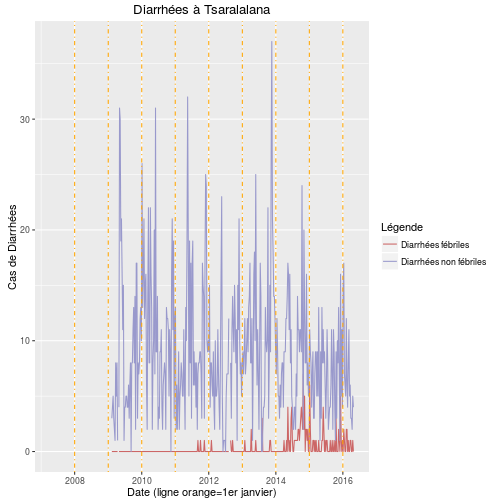 Diarrhées à Tsaralalana
Cas de Diarrhées
30
20
10
0
2008
2010
2012
2014
2016
Date (ligne orange=1er janvier)
Légende
Diarrhées fébriles
Diarrhées non fébriles